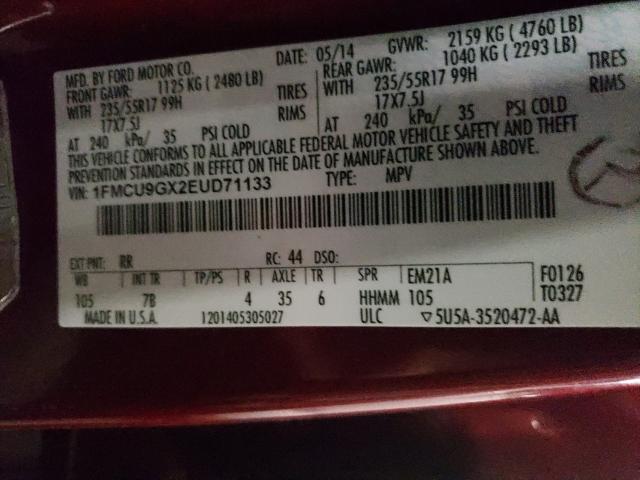 MFD. BY FORD MOTOR CO.
DATE: 05/14 GVWR: 2159 KG ( 4760 LB)
FRONT GAWR: 1125 KG ( 2480 LB) REAR GAWR: 1040 KG ( 2293 LB)
WITH 235/55R17 99H TIRES WITH 235/55R17 99H TIRES
17X7.5J RIMS 17X7.5J RIMS
AT 240 kPa/ 35 PSI COLD AT 240 kPa/ 35 PSI COLD
THIS VEHICLE CONFORMS TO ALL APPLICABLE FEDERAL MOTOR VEHICLE SAFETY AND THEFT
PREVENTION STANDARDS IN EFFECT ON THE DATE OF MANUFACTURE SHOWN ABOVE.
VIN: 1FMCU9GX2EUD71133 TYPE: MPV
EXT PNT: RR RC: 44 DSO:
WB INT TR TP/PS R AXLE TR SPR EM21A F0126
105 7B 4 35 6 HHMM 105 T0327
MADE IN U.S.A. 1201405305027 ULC ▽5U5A-3520472-AA